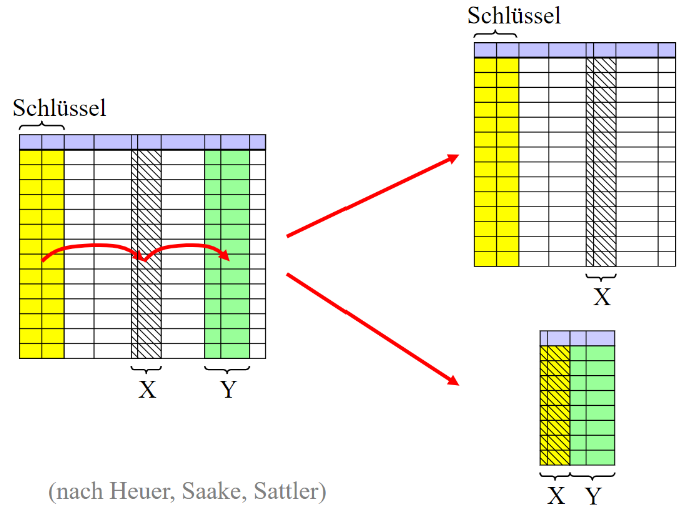 Schlüssel
Schlüssel
X
Y
X
X
Y
(nach Heuer, Saake, Sattler)